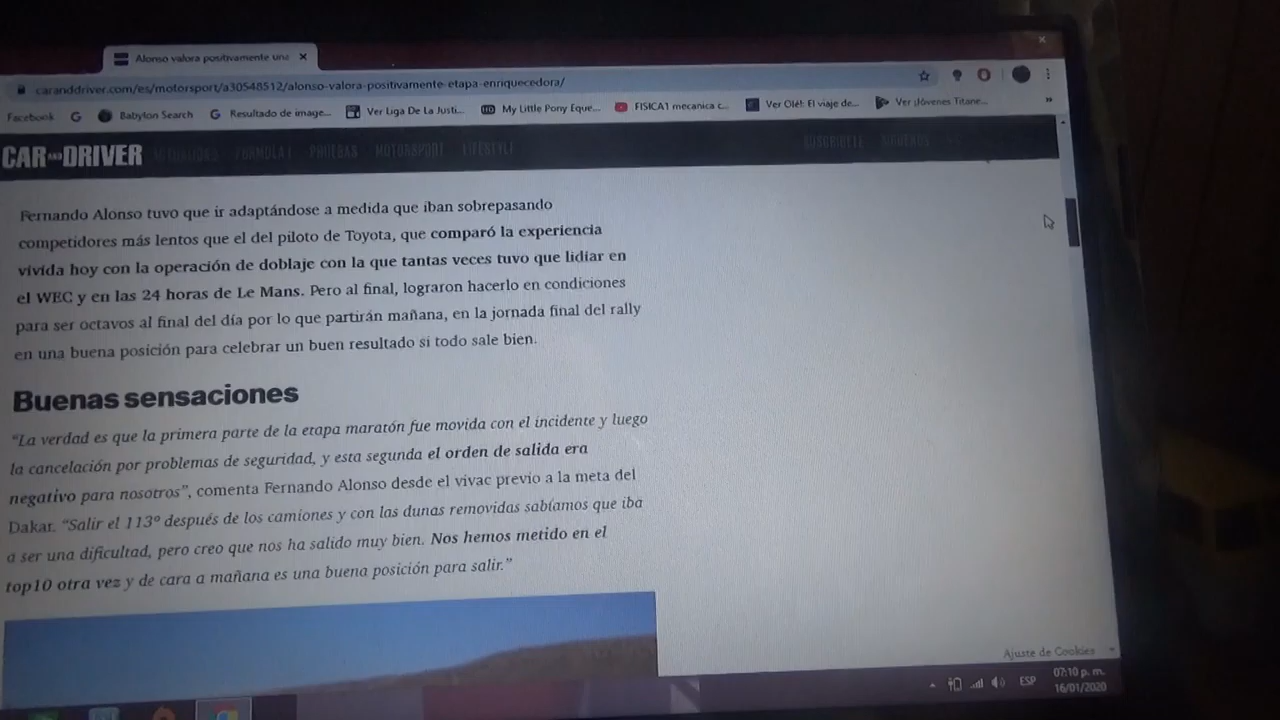 Alonso valora positivamente una
caranddriver.com/es/motorsport/a30548512/alonso-valora-positivamente-etapa-enriquecedora/
Facebook Babylon Search Resultado de image... Ver Liga De La Justi... My Little Pony Eque... FISICA1 mecanica c... Ver Olé!: El viaje de... Ver ¡Jóvenes Titane... »
CAR AND DRIVER ACTUALIDAD FÓRMULA 1 PRUEBAS MOTORSPORT LIFESTYLE SUSCRÍBETE SÍGUENOS
Fernando Alonso tuvo que ir adaptándose a medida que iban sobrepasando
competidores más lentos que el del piloto de Toyota, que comparó la experiencia
vivida hoy con la operación de doblaje con la que tantas veces tuvo que lidiar en
el WEC y en las 24 horas de Le Mans. Pero al final, lograron hacerlo en condiciones
para ser octavos al final del día por lo que partirán mañana, en la jornada final del rally
en una buena posición para celebrar un buen resultado si todo sale bien.
Buenas sensaciones
“La verdad es que la primera parte de la etapa maratón fue movida con el incidente y luego
la cancelación por problemas de seguridad, y esta segunda el orden de salida era
negativo para nosotros”, comenta Fernando Alonso desde el vivac previo a la meta del
Dakar. “Salir el 113º después de los camiones y con las dunas removidas sabíamos que iba
a ser una dificultad, pero creo que nos ha salido muy bien. Nos hemos metido en el
top10 otra vez y de cara a mañana es una buena posición para salir.”
Ajuste de Cookies
ESP 07:10 p. m.
16/01/2020